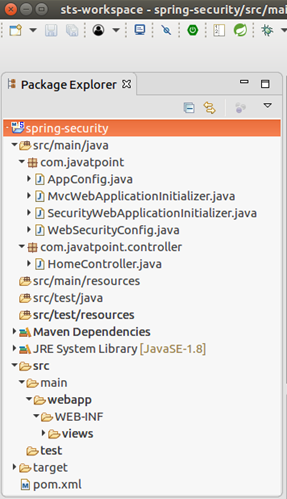 sts-workspace - spring-security/src/mai
Package Explorer
spring-security
src/main/java
com.javatpoint
AppConfig.java
MvcWebApplicationInitializer.java
SecurityWebApplicationInitializer.java
WebSecurityConfig.java
com.javatpoint.controller
HomeController.java
src/main/resources
src/test/java
src/test/resources
Maven Dependencies
JRE System Library [JavaSE-1.8]
src
main
webapp
WEB-INF
views
test
target
pom.xml